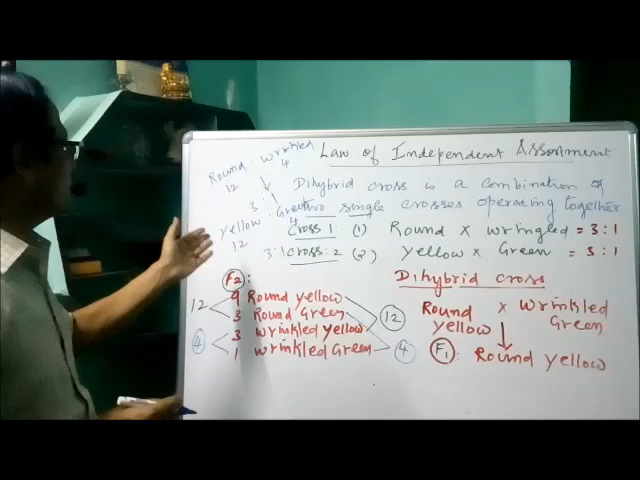 Law of Independent Assortment
Round : wrinkled
12 4
3 : 1
yellow : Green
12 4
3:1
Dihybrid cross is a combination of
two single crosses operating together
Cross 1: (1) Round x wringled = 3:1
Cross: 2 (2) yellow x Green = 3:1
F2:
12 9 Round yellow
3 Round Green 12
4 3 wrinkled yellow
1 wrinkled Green 4
Dihybrid cross
Round x wrinkled
yellow Green
F1: Round yellow